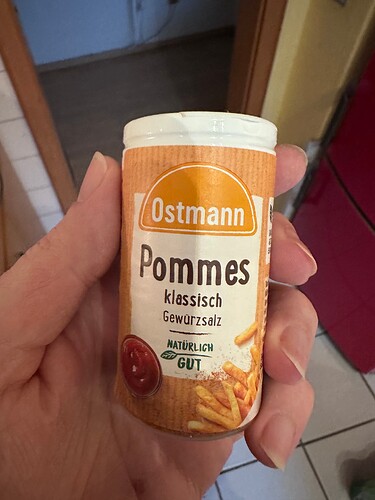 Ostmann
Pommes
klassisch
Gewürzsalz
NATÜRLICH
GUT